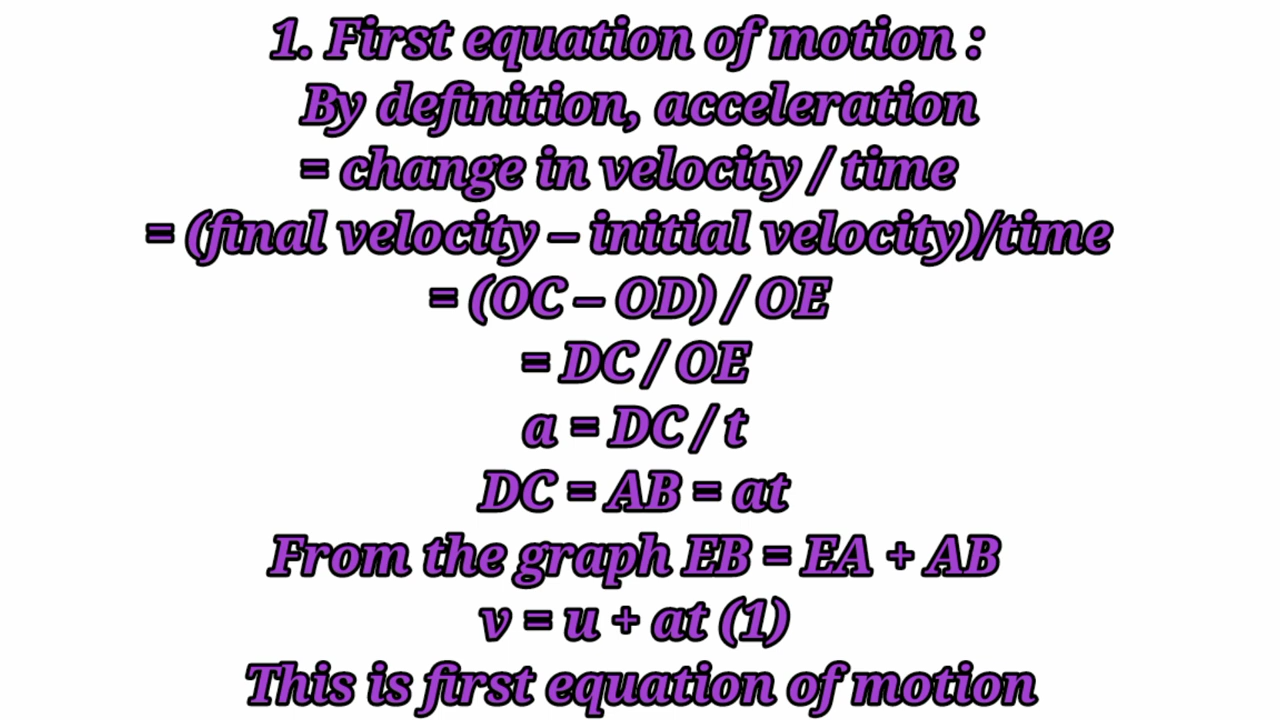 1. First equation of motion :
By definition, acceleration
= change in velocity / time
= (final velocity – initial velocity)/time
= (OC – OD) / OE
= DC / OE
a = DC / t
DC = AB = at
From the graph EB = EA + AB
v = u + at (1)
This is first equation of motion